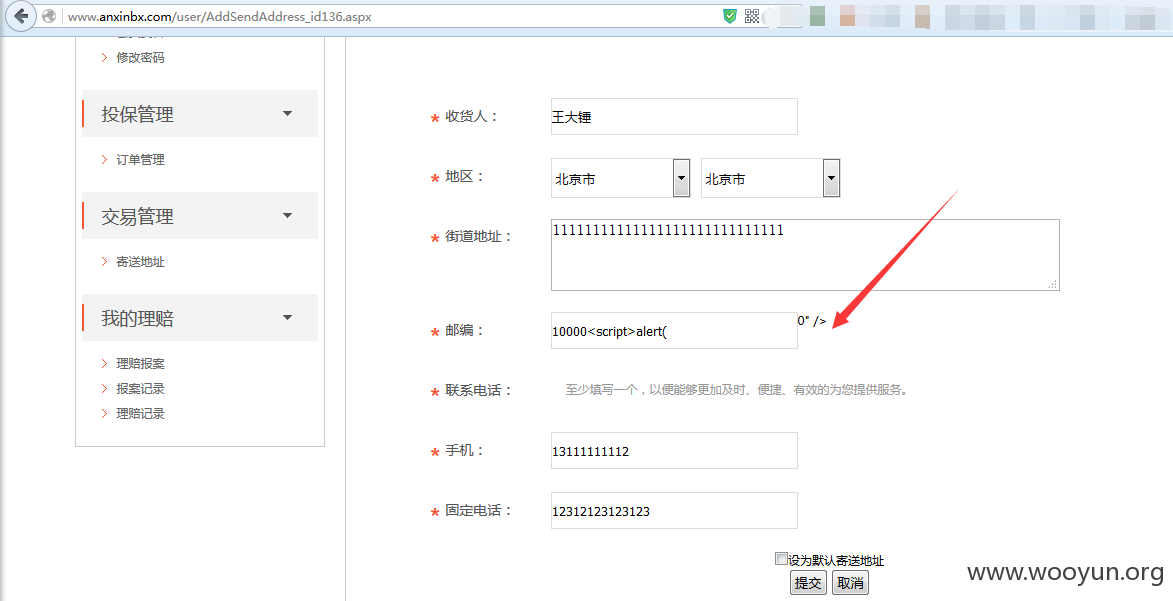 www.anxinbx.com/user/AddSendAddress_id136.aspx
修改密码
投保管理
订单管理
交易管理
寄送地址
我的理赔
理赔报案
报案记录
理赔记录
* 收货人： 王大锤
* 地区： 北京市 北京市
* 街道地址： 11111111111111111111111111111
* 邮编： 10000<script>alert( 0" />
* 联系电话： 至少填写一个，以便能够更加及时、便捷、有效的为您提供服务。
* 手机： 13111111112
* 固定电话： 12312123123123
设为默认寄送地址
提交 取消
www.wooyun.org